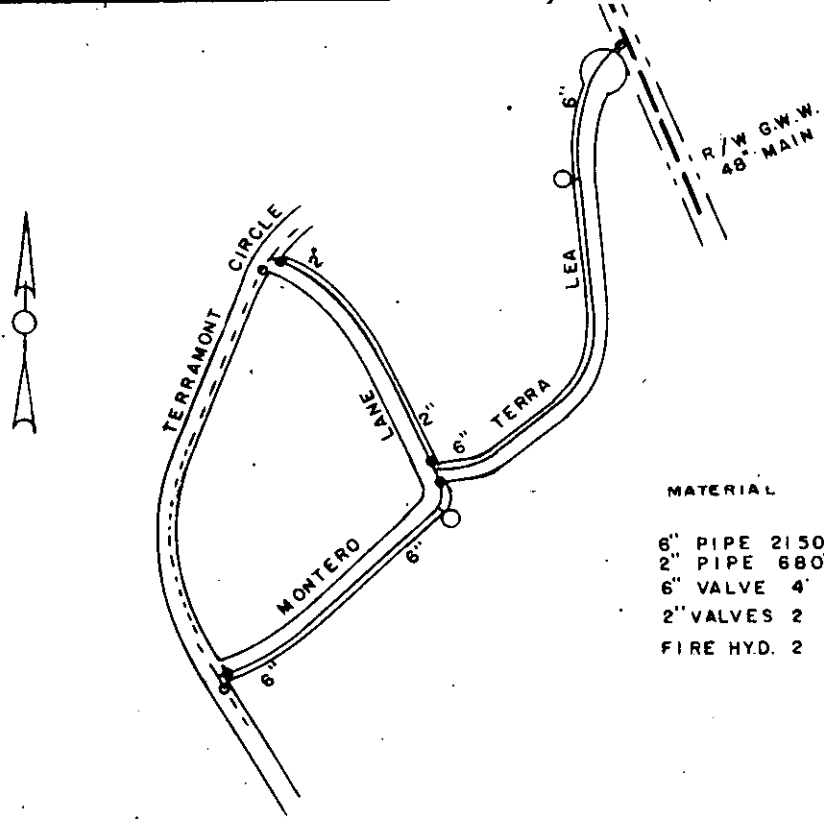 6"
R/W G.W.W.
48" MAIN
CIRCLE
2"
LEA
TERRAMONT
LANE
2"
TERRA
6"
MATERIAL
6" PIPE 2150'
2" PIPE 680'
6" VALVE 4
2" VALVES 2
FIRE HYD. 2
MONTERO
6"
6"